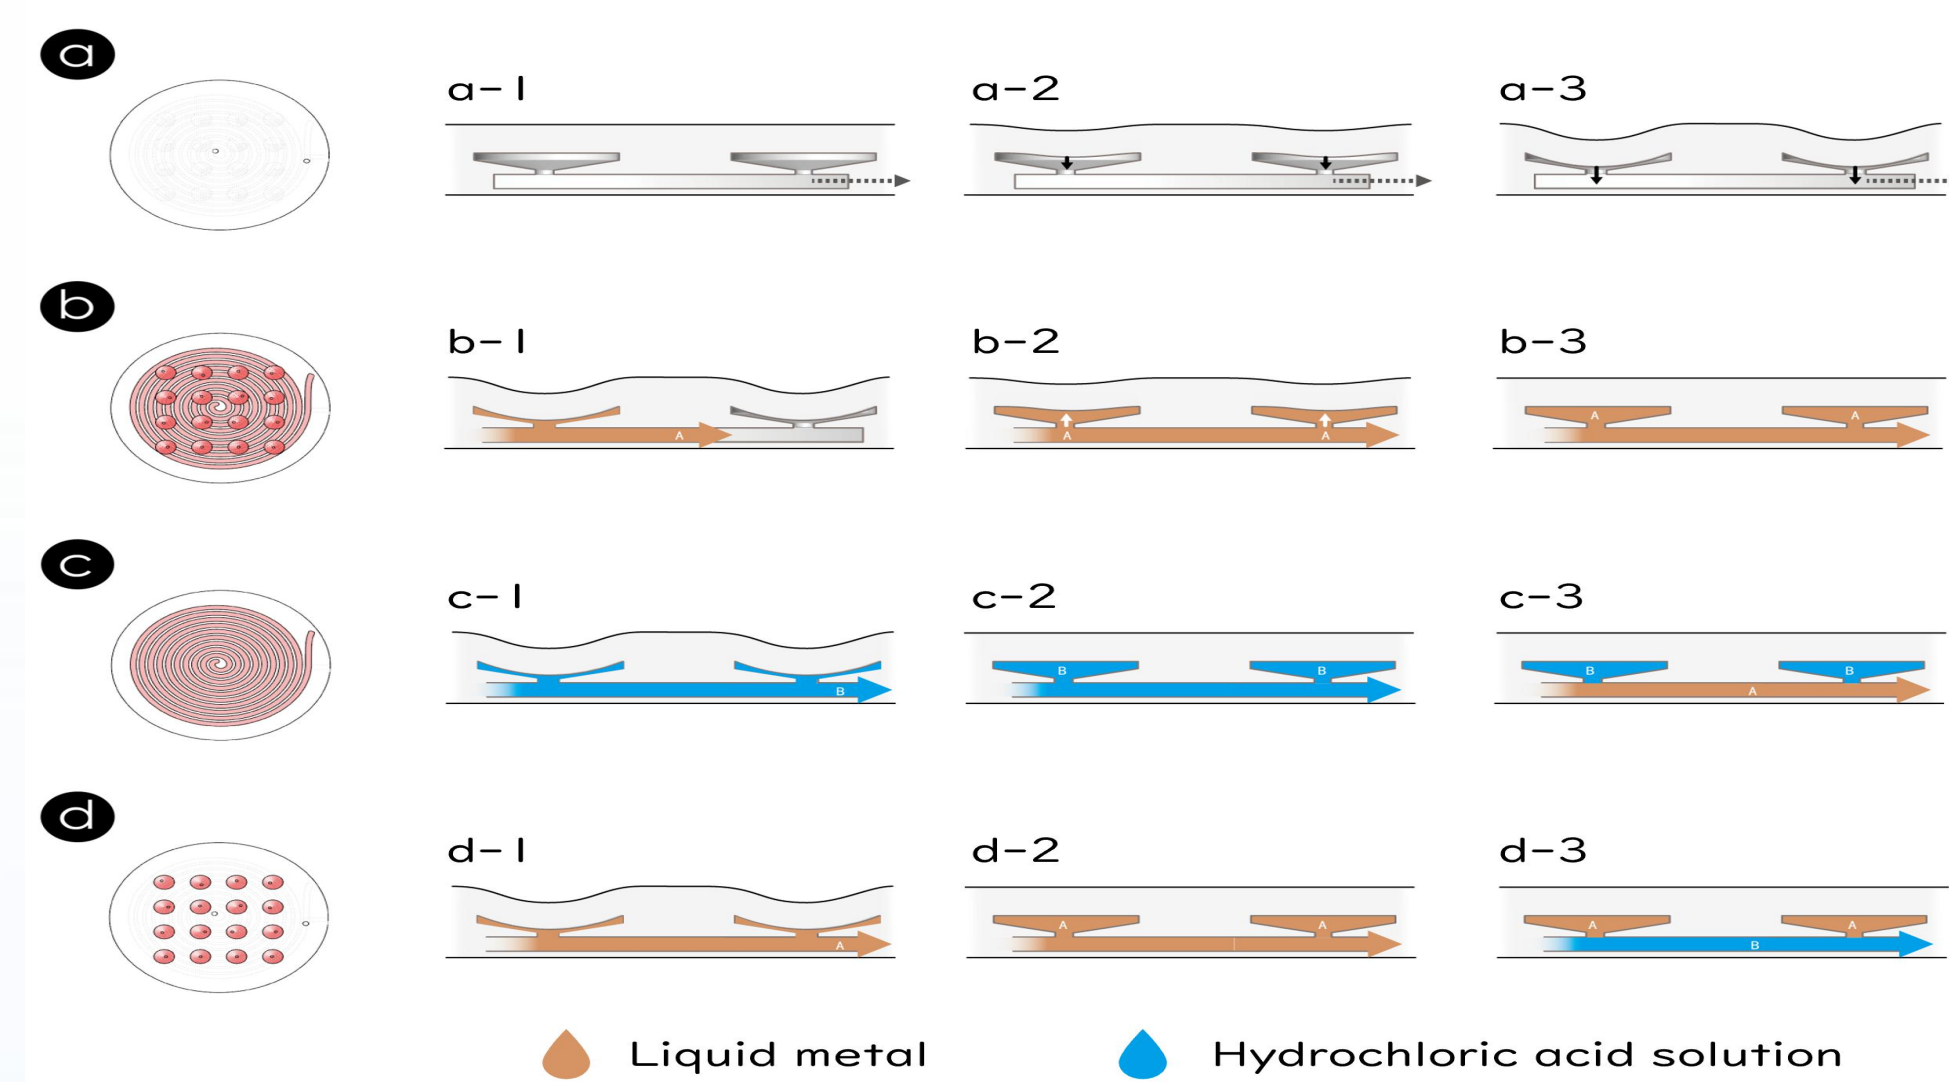 a
a-1 a-2 a-3
b
b-1 b-2 b-3
A A A A A
c
c-1 c-2 c-3
B B B B B
B A
d
d-1 d-2 d-3
A A A A A
A B
Liquid metal Hydrochloric acid solution